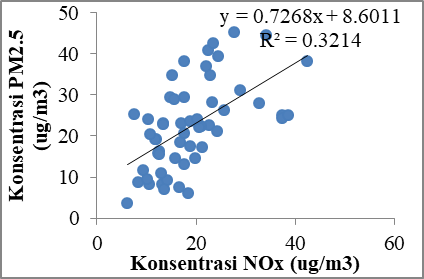 y = 0.7268x + 8.6011
R² = 0.3214
Konsentrasi PM2.5
(ug/m3)
50
40
30
20
10
0
0
20
40
60
Konsentrasi NOx (ug/m3)